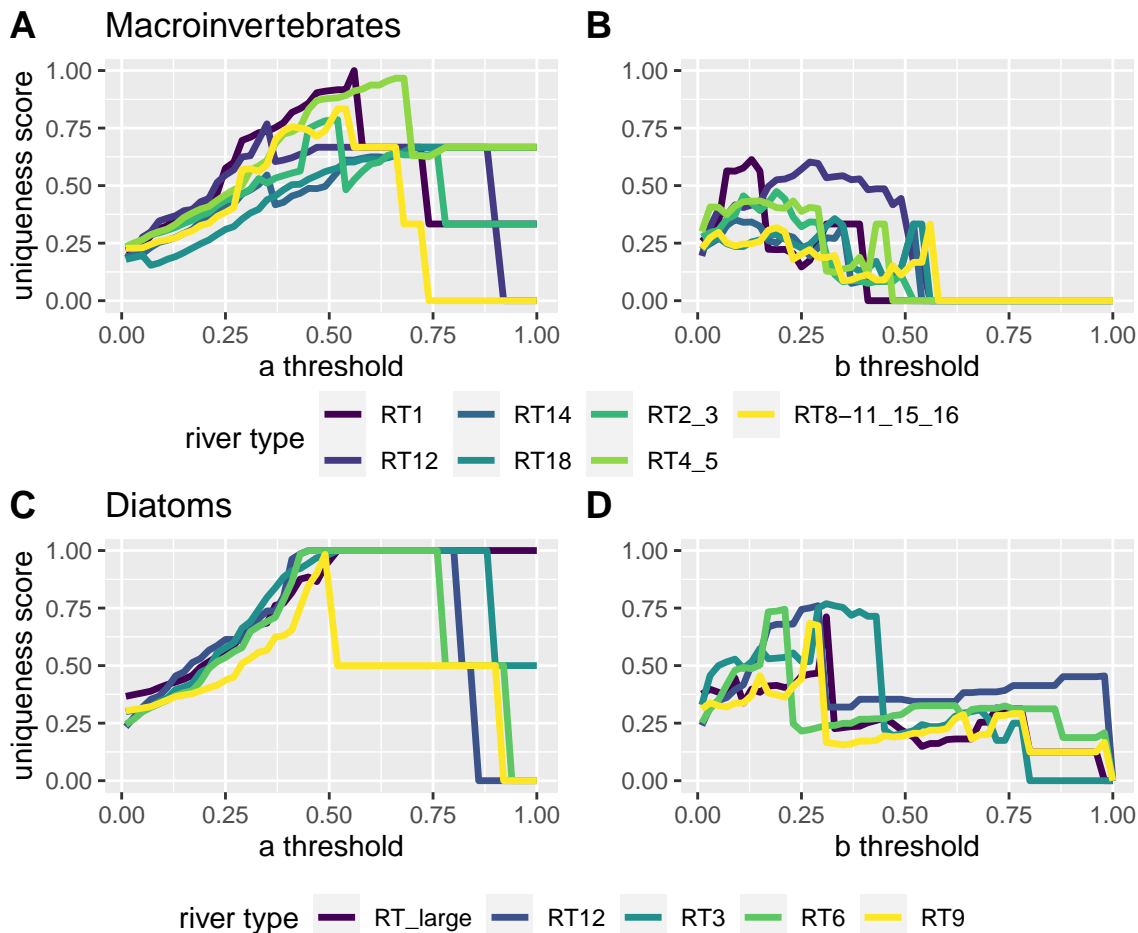 A Macroinvertebrates B
uniqueness score
1.00
0.75
0.50
0.25
0.00
0.00 0.25 0.50 0.75 1.00
a threshold
1.00
0.75
0.50
0.25
0.00
0.00 0.25 0.50 0.75 1.00
b threshold
river type
RT1 RT14 RT2_3 RT8−11_15_16
RT12 RT18 RT4_5
C Diatoms D
uniqueness score
1.00
0.75
0.50
0.25
0.00
0.00 0.25 0.50 0.75 1.00
a threshold
1.00
0.75
0.50
0.25
0.00
0.00 0.25 0.50 0.75 1.00
b threshold
river type RT_large RT12 RT3 RT6 RT9